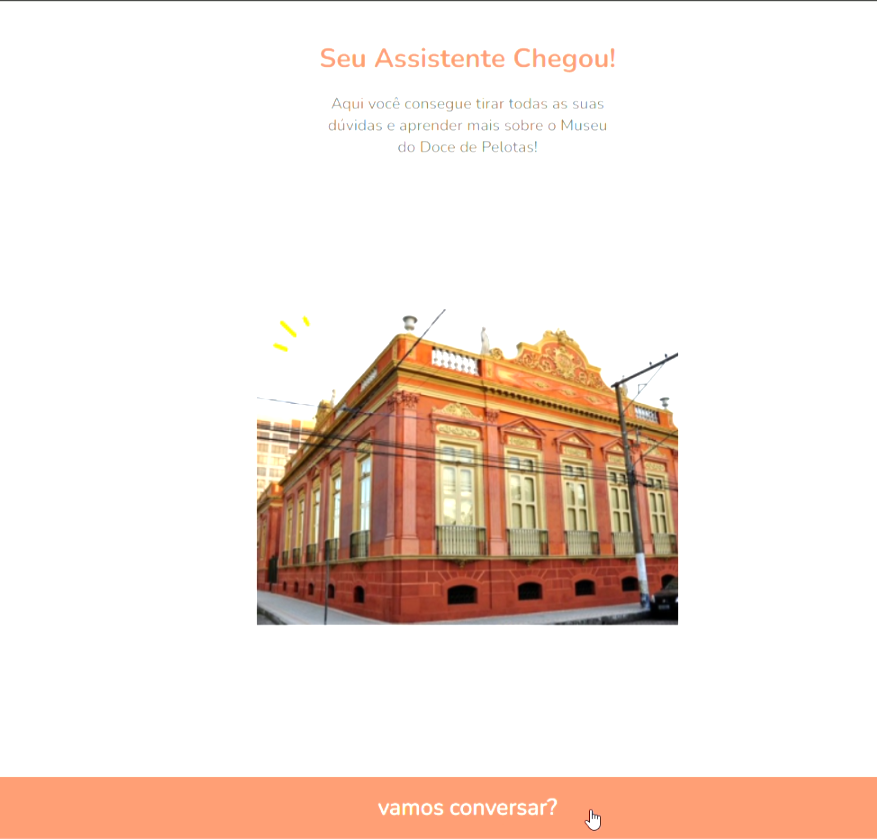 Seu Assistente Chegou!
Aqui você consegue tirar todas as suas
dúvidas e aprender mais sobre o Museu
do Doce de Pelotas!
vamos conversar?